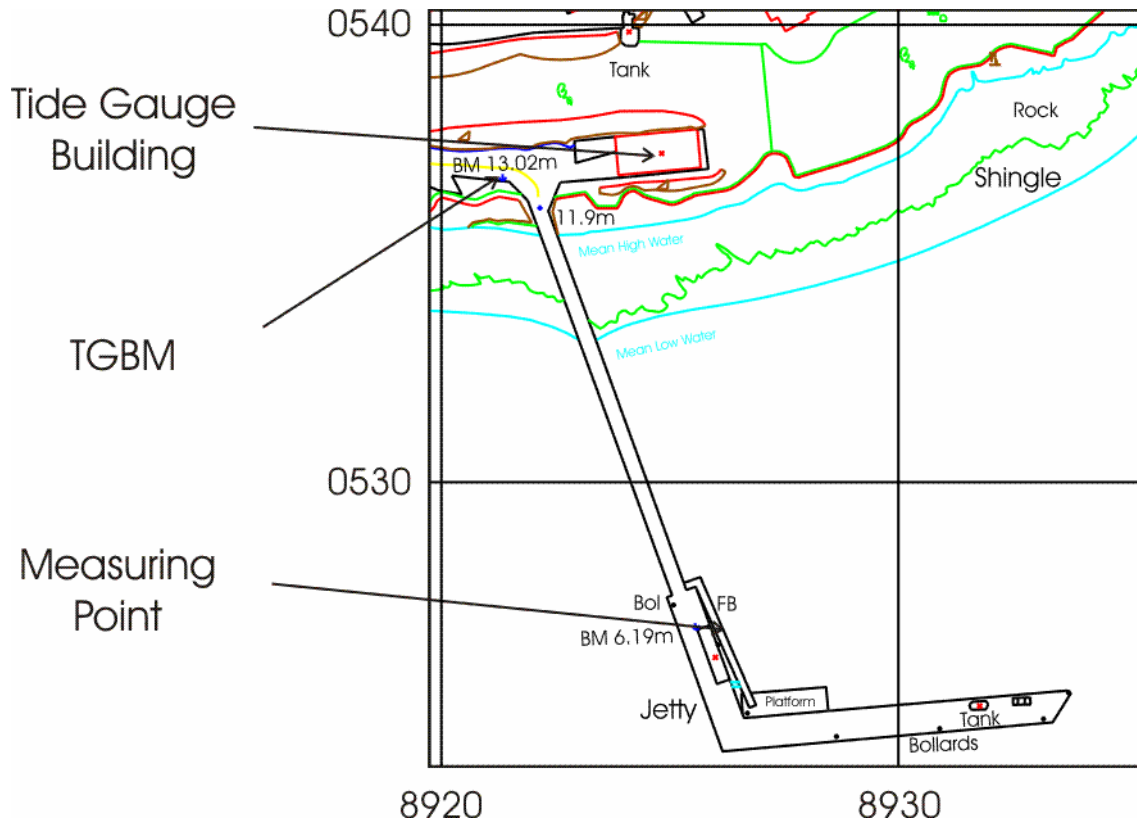 0540
Tank
Rock
Tide Gauge
Building
BM 13.02m
Shingle
11.9m
Mean High Water
TGBM
Mean Low Water
0530
Measuring
Point
Bol
FB
BM 6.19m
Jetty
Platform
Tank
Bollards
8920
8930